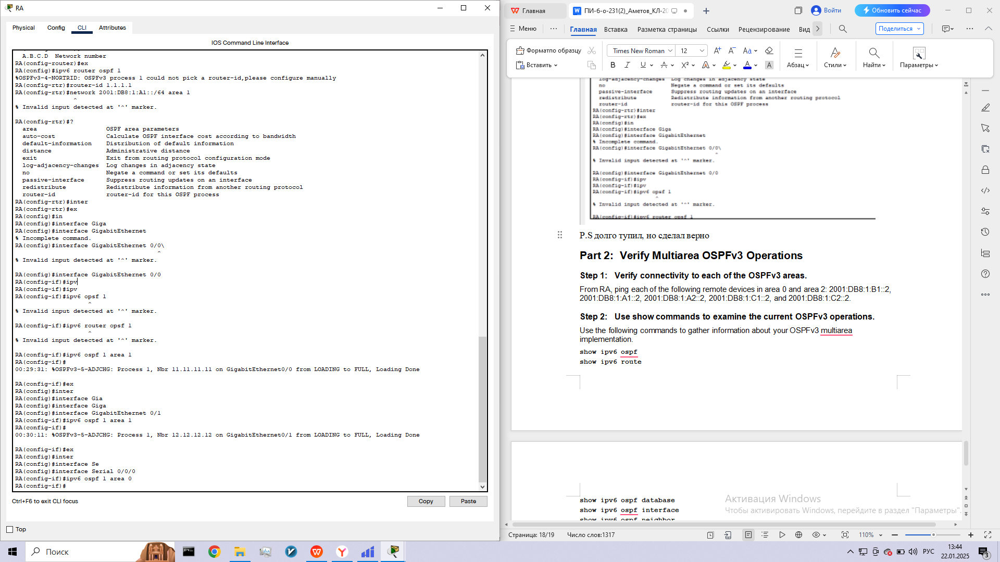 RA
Physical
Config
CLI
Attributes
IOS Command Line Interface
A.B.C.D  Network number
RA(config-router)#ex
RA(config)#ipv6 router ospf 1
%OSPFv3-4-NORTRID: OSPFv3 process 1 could not pick a router-id,please configure manually
RA(config-rtr)#router-id 1.1.1.1
RA(config-rtr)#network 2001:DB8:1:A1::/64 area 1
^
% Invalid input detected at '^' marker.
RA(config-rtr)#?
area                   OSPF area parameters
auto-cost              Calculate OSPF interface cost according to bandwidth
default-information    Distribution of default information
distance               Administrative distance
exit                   Exit from routing protocol configuration mode
log-adjacency-changes  Log changes in adjacency state
no                     Negate a command or set its defaults
passive-interface      Suppress routing updates on an interface
redistribute           Redistribute information from another routing protocol
router-id              router-id for this OSPF process
RA(config-rtr)#inter
RA(config-rtr)#ex
RA(config)#in
RA(config)#interface Giga
RA(config)#interface GigabitEthernet
% Incomplete command.
RA(config)#interface GigabitEthernet 0/0\
^
% Invalid input detected at '^' marker.
RA(config)#interface GigabitEthernet 0/0
RA(config-if)#ipv
RA(config-if)#ipv
RA(config-if)#ipv6 opsf 1
^
% Invalid input detected at '^' marker.
RA(config-if)#ipv6 router opsf 1
^
% Invalid input detected at '^' marker.
RA(config-if)#ipv6 ospf 1 area 1
RA(config-if)#
00:29:31: %OSPFv3-5-ADJCHG: Process 1, Nbr 11.11.11.11 on GigabitEthernet0/0 from LOADING to FULL, Loading Done
RA(config-if)#ex
RA(config)#inter
RA(config)#interface Gia
RA(config)#interface Giga
RA(config)#interface GigabitEthernet 0/1
RA(config-if)#ipv6 ospf 1 area 1
RA(config-if)#
00:30:11: %OSPFv3-5-ADJCHG: Process 1, Nbr 12.12.12.12 on GigabitEthernet0/1 from LOADING to FULL, Loading Done
RA(config-if)#ex
RA(config)#inter
RA(config)#interface Se
RA(config)#interface Serial 0/0/0
RA(config-if)#ipv6 ospf 1 area 0
RA(config-if)#
Ctrl+F6 to exit CLI focus
Copy
Paste
Top
Главная
ПИ-6-о-231(2)_Аметов_КЛ-20
Войти
Обновить сейчас
Меню
Главная
Вставка
Разметка страницы
Ссылки
Рецензирование
Вид
Поделиться
Формат по образцу
Вставить
Times New Roman
12
Абзац
Стили
Найти
Параметры
log-adjacency-changes  Log changes in adjacency state
no                     Negate a command or set its defaults
passive-interface      Suppress routing updates on an interface
redistribute           Redistribute information from another routing protocol
router-id              router-id for this OSPF process
RA(config-rtr)#inter
RA(config-rtr)#ex
RA(config)#in
RA(config)#interface Giga
RA(config)#interface GigabitEthernet
% Incomplete command.
RA(config)#interface GigabitEthernet 0/0\
^
% Invalid input detected at '^' marker.
RA(config)#interface GigabitEthernet 0/0
RA(config-if)#ipv
RA(config-if)#ipv
RA(config-if)#ipv6 opsf 1
^
% Invalid input detected at '^' marker.
RA(config-if)#ipv6 router opsf 1
P.S долго тупил, но сделал верно
Part 2: Verify Multiarea OSPFv3 Operations
Step 1: Verify connectivity to each of the OSPFv3 areas.
From RA, ping each of the following remote devices in area 0 and area 2: 2001:DB8:1:B1::2,
2001:DB8:1:A1::2, 2001:DB8:1:A2::2, 2001:DB8:1:C1::2, and 2001:DB8:1:C2::2.
Step 2: Use show commands to examine the current OSPFv3 operations.
Use the following commands to gather information about your OSPFv3 multiarea
implementation.
show ipv6 ospf
show ipv6 route
show ipv6 ospf database
show ipv6 ospf interface
show ipv6 ospf neighbor
Активация Windows
Чтобы активировать Windows, перейдите в раздел "Параметры".
Страница: 18/19
Число слов:1317
110%
Поиск
РУС
13:44
22.01.2025
3